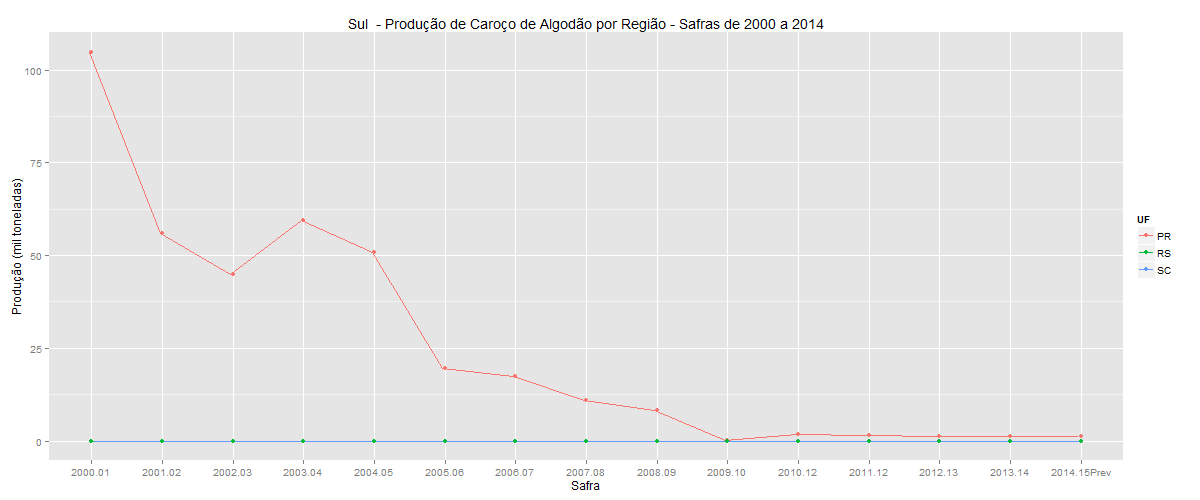 Sul - Produção de Caroço de Algodão por Região - Safras de 2000 a 2014
Produção (mil toneladas)
100
75
50
25
0
2000.01 2001.02 2002.03 2003.04 2004.05 2005.06 2006.07 2007.08 2008.09 2009.10 2010.12 2011.12 2012.13 2013.14 2014.15Prev
Safra
UF
PR
RS
SC